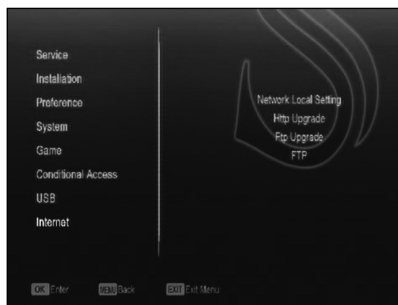 Service
Installation
Preference
System
Game
Conditional Access
USB
Internet
Network Local Setting
Http Upgrade
Ftp Upgrade
FTP
OK Enter MENU Back EXIT Exit Menu